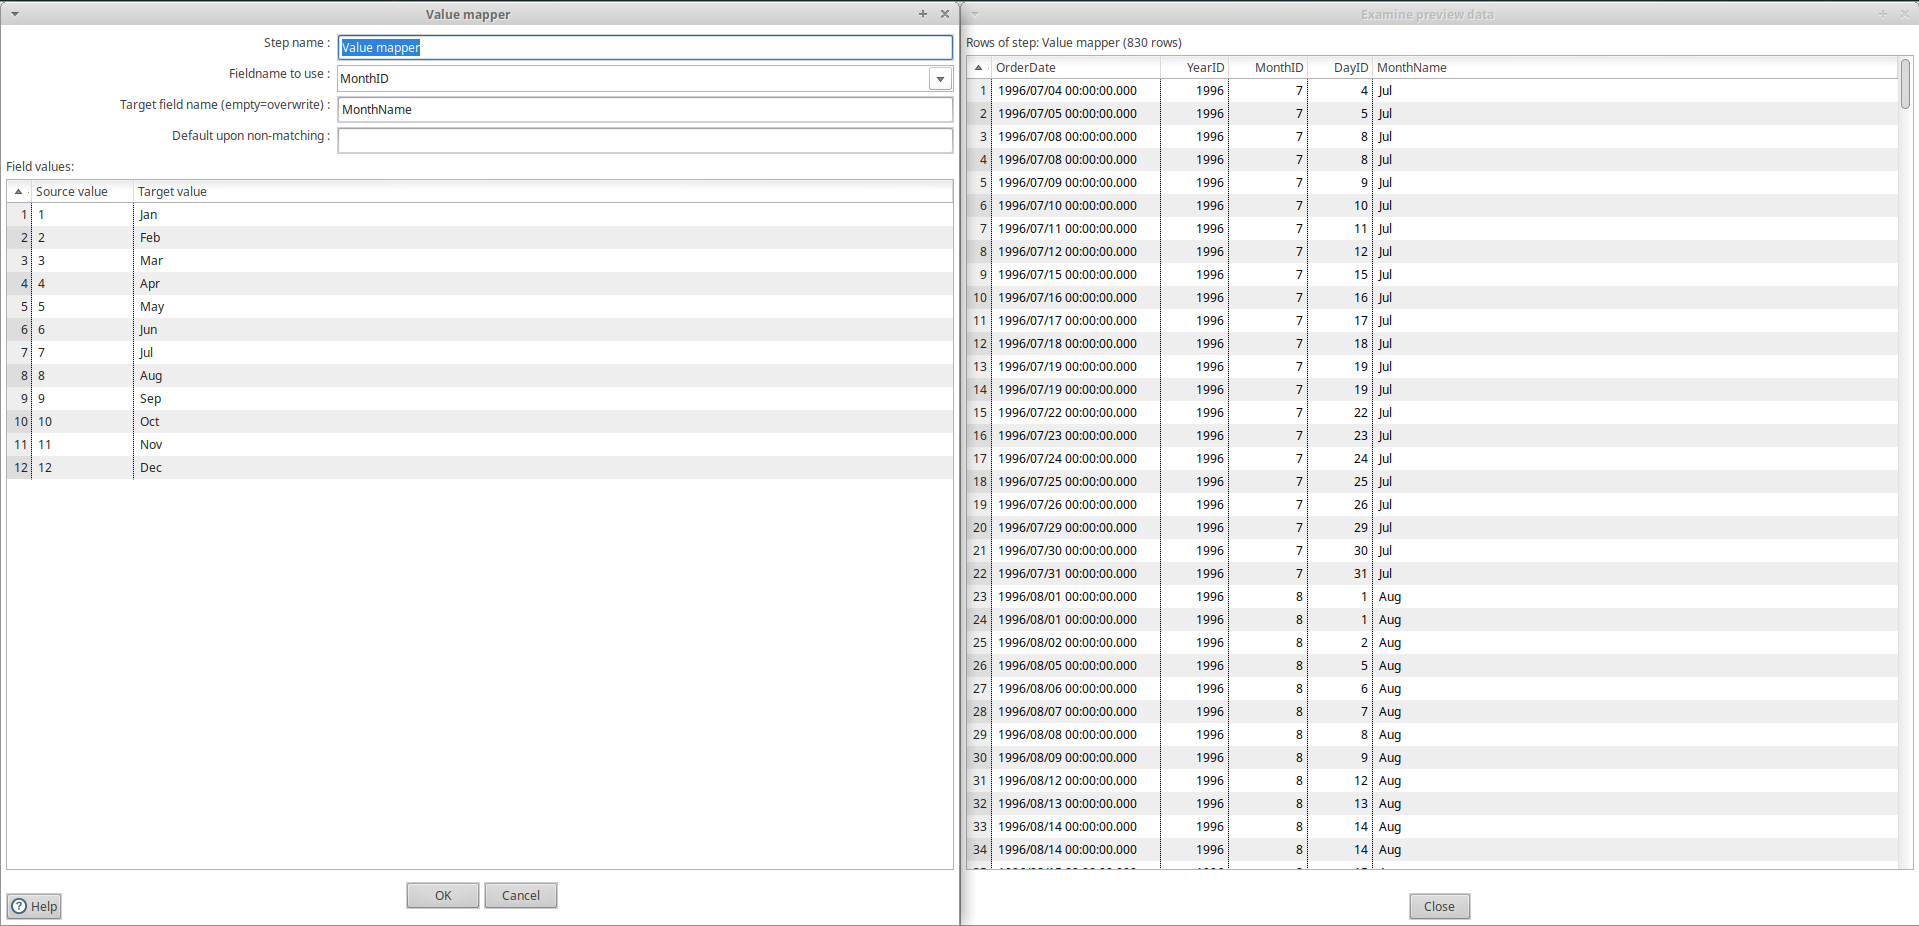 Value mapper
Step name :
Value mapper
Fieldname to use :
MonthID
Target field name (empty=overwrite) :
MonthName
Default upon non-matching :
Field values:
Source value Target value
1 1 Jan
2 2 Feb
3 3 Mar
4 4 Apr
5 5 May
6 6 Jun
7 7 Jul
8 8 Aug
9 9 Sep
10 10 Oct
11 11 Nov
12 12 Dec
Help
OK
Cancel
Examine preview data
Rows of step: Value mapper (830 rows)
OrderDate YearID MonthID DayID MonthName
1 1996/07/04 00:00:00.000 1996 7 4 Jul
2 1996/07/05 00:00:00.000 1996 7 5 Jul
3 1996/07/08 00:00:00.000 1996 7 8 Jul
4 1996/07/08 00:00:00.000 1996 7 8 Jul
5 1996/07/09 00:00:00.000 1996 7 9 Jul
6 1996/07/10 00:00:00.000 1996 7 10 Jul
7 1996/07/11 00:00:00.000 1996 7 11 Jul
8 1996/07/12 00:00:00.000 1996 7 12 Jul
9 1996/07/15 00:00:00.000 1996 7 15 Jul
10 1996/07/16 00:00:00.000 1996 7 16 Jul
11 1996/07/17 00:00:00.000 1996 7 17 Jul
12 1996/07/18 00:00:00.000 1996 7 18 Jul
13 1996/07/19 00:00:00.000 1996 7 19 Jul
14 1996/07/19 00:00:00.000 1996 7 19 Jul
15 1996/07/22 00:00:00.000 1996 7 22 Jul
16 1996/07/23 00:00:00.000 1996 7 23 Jul
17 1996/07/24 00:00:00.000 1996 7 24 Jul
18 1996/07/25 00:00:00.000 1996 7 25 Jul
19 1996/07/26 00:00:00.000 1996 7 26 Jul
20 1996/07/29 00:00:00.000 1996 7 29 Jul
21 1996/07/30 00:00:00.000 1996 7 30 Jul
22 1996/07/31 00:00:00.000 1996 7 31 Jul
23 1996/08/01 00:00:00.000 1996 8 1 Aug
24 1996/08/01 00:00:00.000 1996 8 1 Aug
25 1996/08/02 00:00:00.000 1996 8 2 Aug
26 1996/08/05 00:00:00.000 1996 8 5 Aug
27 1996/08/06 00:00:00.000 1996 8 6 Aug
28 1996/08/07 00:00:00.000 1996 8 7 Aug
29 1996/08/08 00:00:00.000 1996 8 8 Aug
30 1996/08/09 00:00:00.000 1996 8 9 Aug
31 1996/08/12 00:00:00.000 1996 8 12 Aug
32 1996/08/13 00:00:00.000 1996 8 13 Aug
33 1996/08/14 00:00:00.000 1996 8 14 Aug
34 1996/08/14 00:00:00.000 1996 8 14 Aug
Close